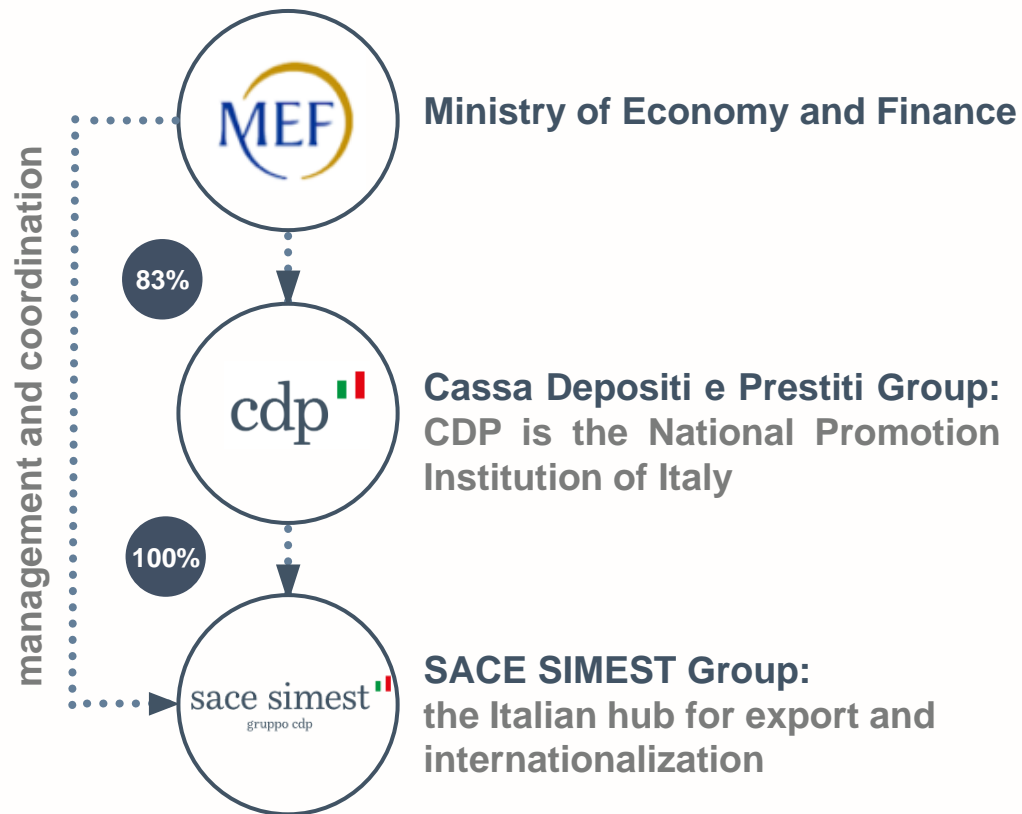 MEF
Ministry of Economy and Finance
management and coordination
83%
cdp
Cassa Depositi e Prestiti Group:
CDP is the National Promotion
Institution of Italy
100%
sace simest
gruppo cdp
SACE SIMEST Group:
the Italian hub for export and
internationalization